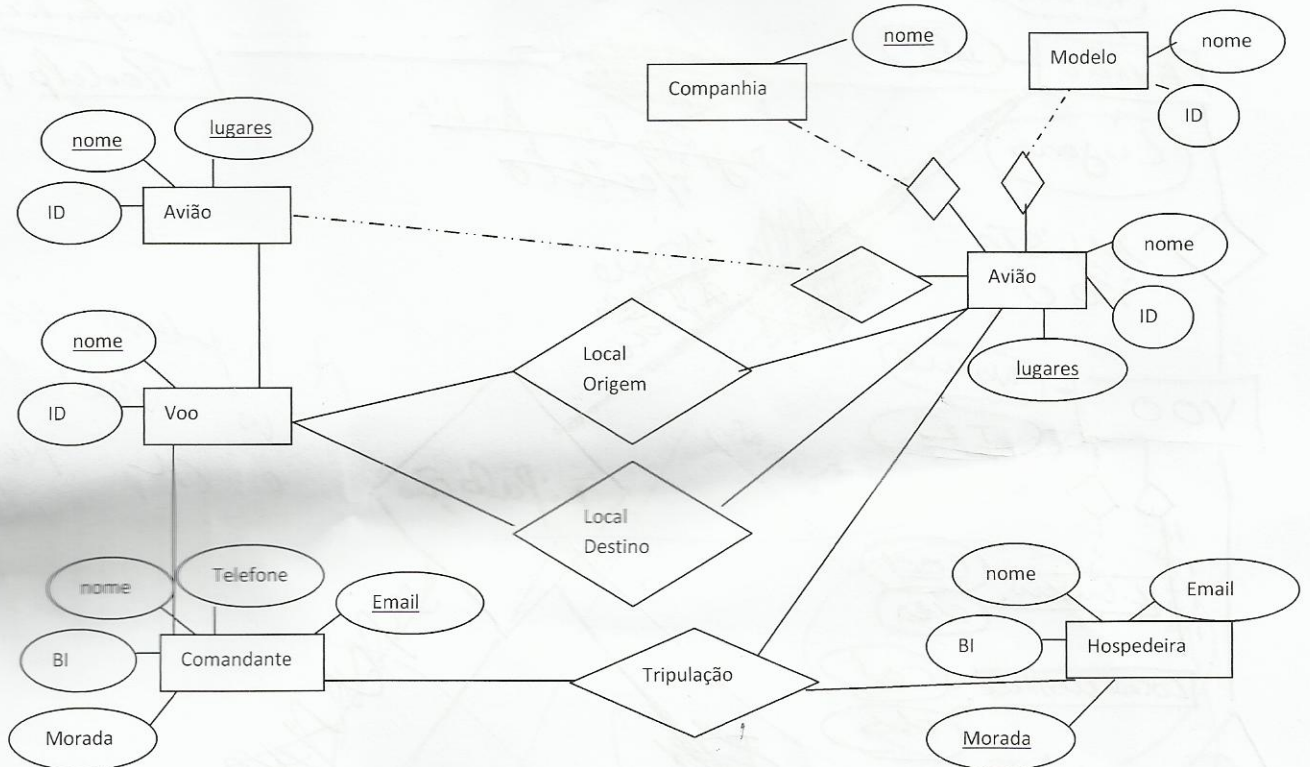 nome
Companhia
Modelo
nome
ID
nome
lugares
ID
Avião
nome
Avião
ID
lugares
nome
ID
Voo
Local
Origem
Local
Destino
nome
Telefone
Email
BI
Comandante
Morada
Tripulação
nome
Email
BI
Hospedeira
Morada
VOO